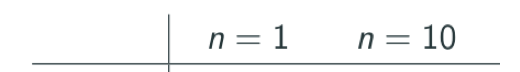 n = 1 n = 10